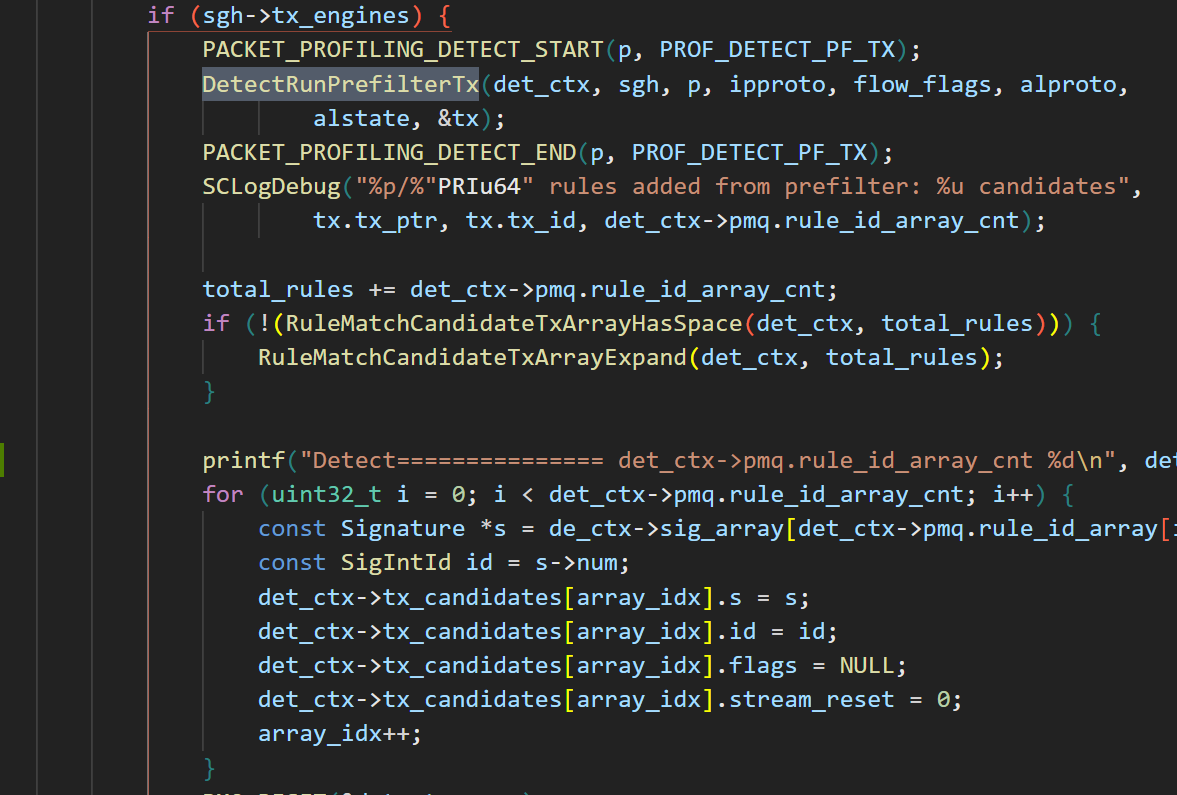 if (sgh->tx_engines) {
PACKET_PROFILING_DETECT_START(p, PROF_DETECT_PF_TX);
DetectRunPrefilterTx(det_ctx, sgh, p, ipproto, flow_flags, alproto,
alstate, &tx);
PACKET_PROFILING_DETECT_END(p, PROF_DETECT_PF_TX);
SCLogDebug("%p/%"PRIu64" rules added from prefilter: %u candidates",
tx.tx_ptr, tx.tx_id, det_ctx->pmq.rule_id_array_cnt);
total_rules += det_ctx->pmq.rule_id_array_cnt;
if (!(RuleMatchCandidateTxArrayHasSpace(det_ctx, total_rules))) {
RuleMatchCandidateTxArrayExpand(det_ctx, total_rules);
}
printf("Detect=============== det_ctx->pmq.rule_id_array_cnt %d\n", det
for (uint32_t i = 0; i < det_ctx->pmq.rule_id_array_cnt; i++) {
const Signature *s = de_ctx->sig_array[det_ctx->pmq.rule_id_array[
const SigIntId id = s->num;
det_ctx->tx_candidates[array_idx].s = s;
det_ctx->tx_candidates[array_idx].id = id;
det_ctx->tx_candidates[array_idx].flags = NULL;
det_ctx->tx_candidates[array_idx].stream_reset = 0;
array_idx++;
}